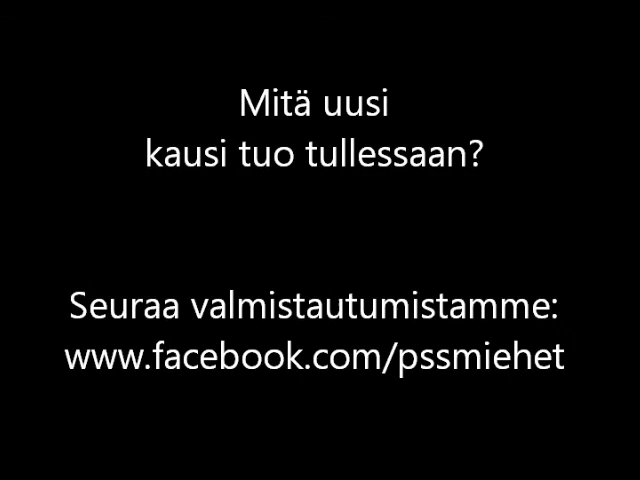 Mitä uusi
kausi tuo tullessaan?
Seuraa valmistautumistamme:
www.facebook.com/pssmiehet